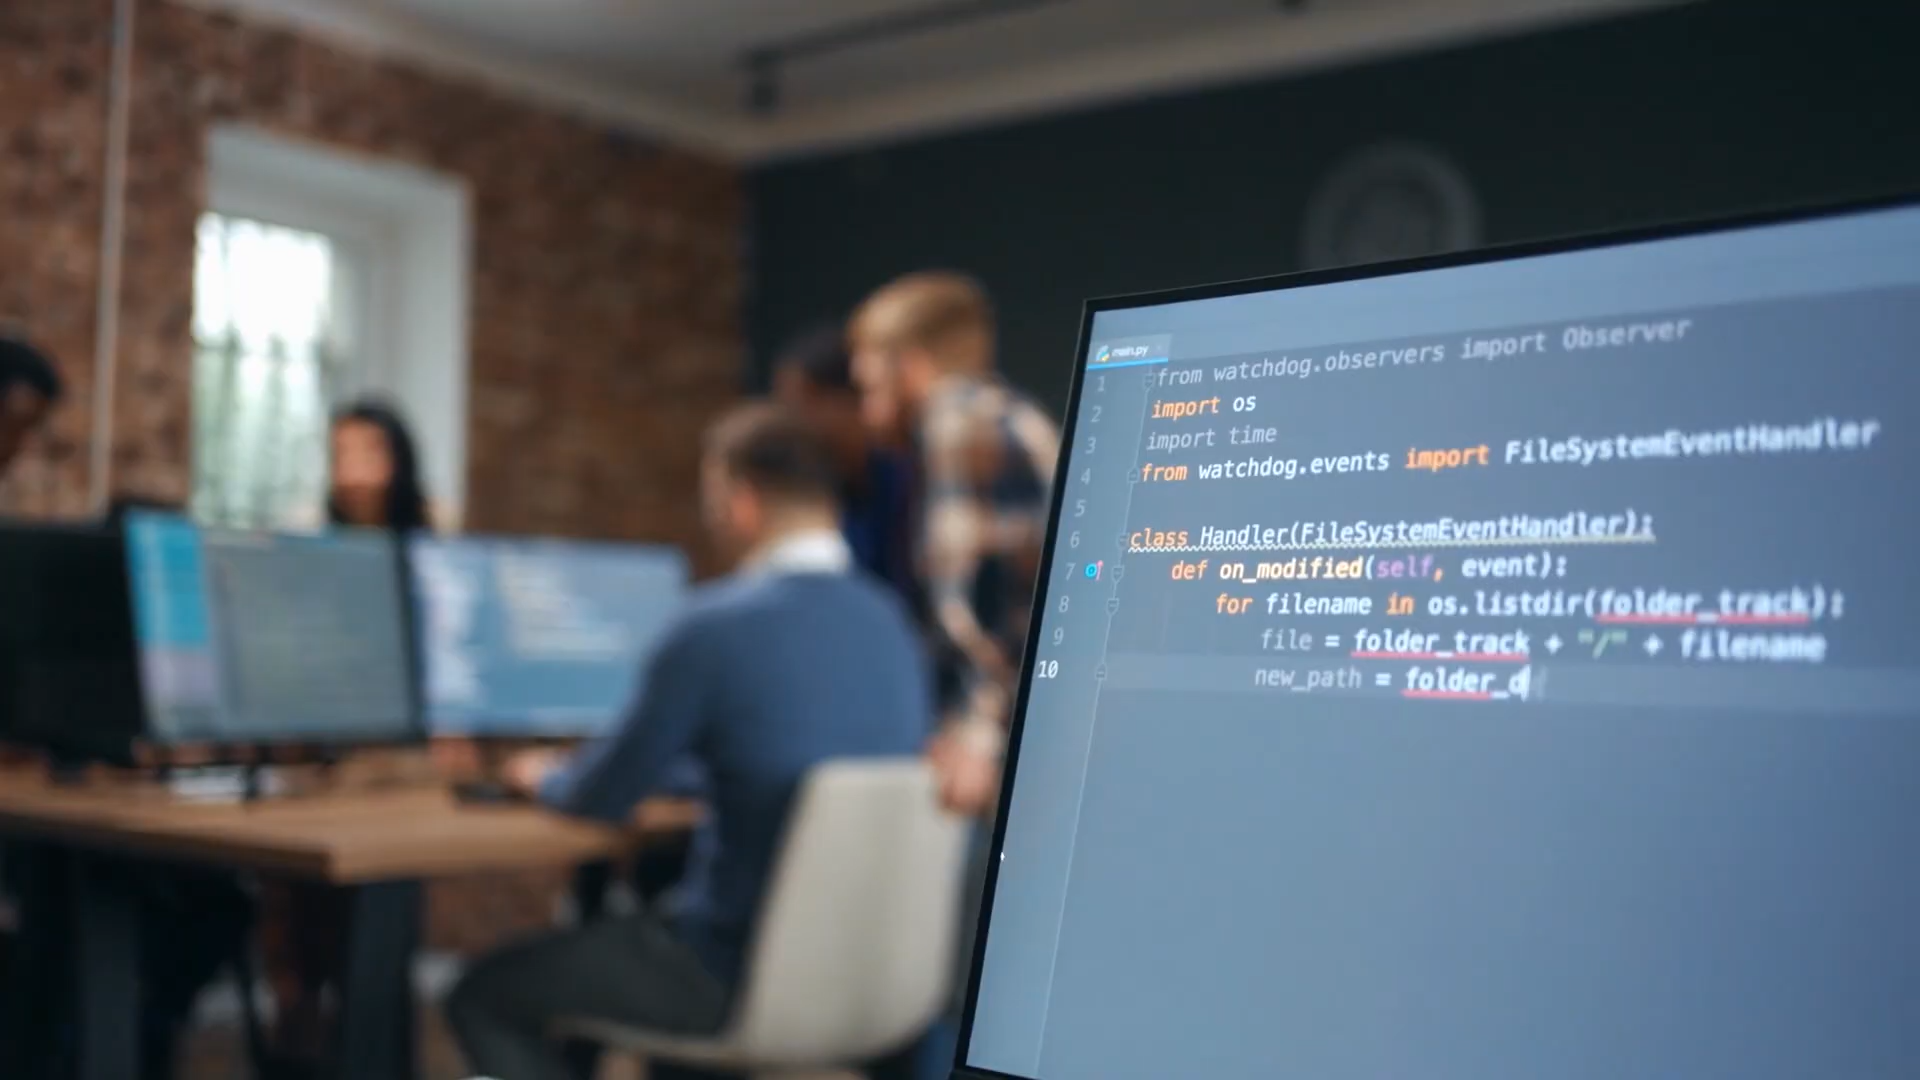 main.py
1 from watchdog.observers import Observer
2 import os
3 import time
4 from watchdog.events import FileSystemEventHandler
5
6 class Handler(FileSystemEventHandler):
7 def on_modified(self, event):
8 for filename in os.listdir(folder_track):
9 file = folder_track + "/" + filename
10 new_path = folder_d